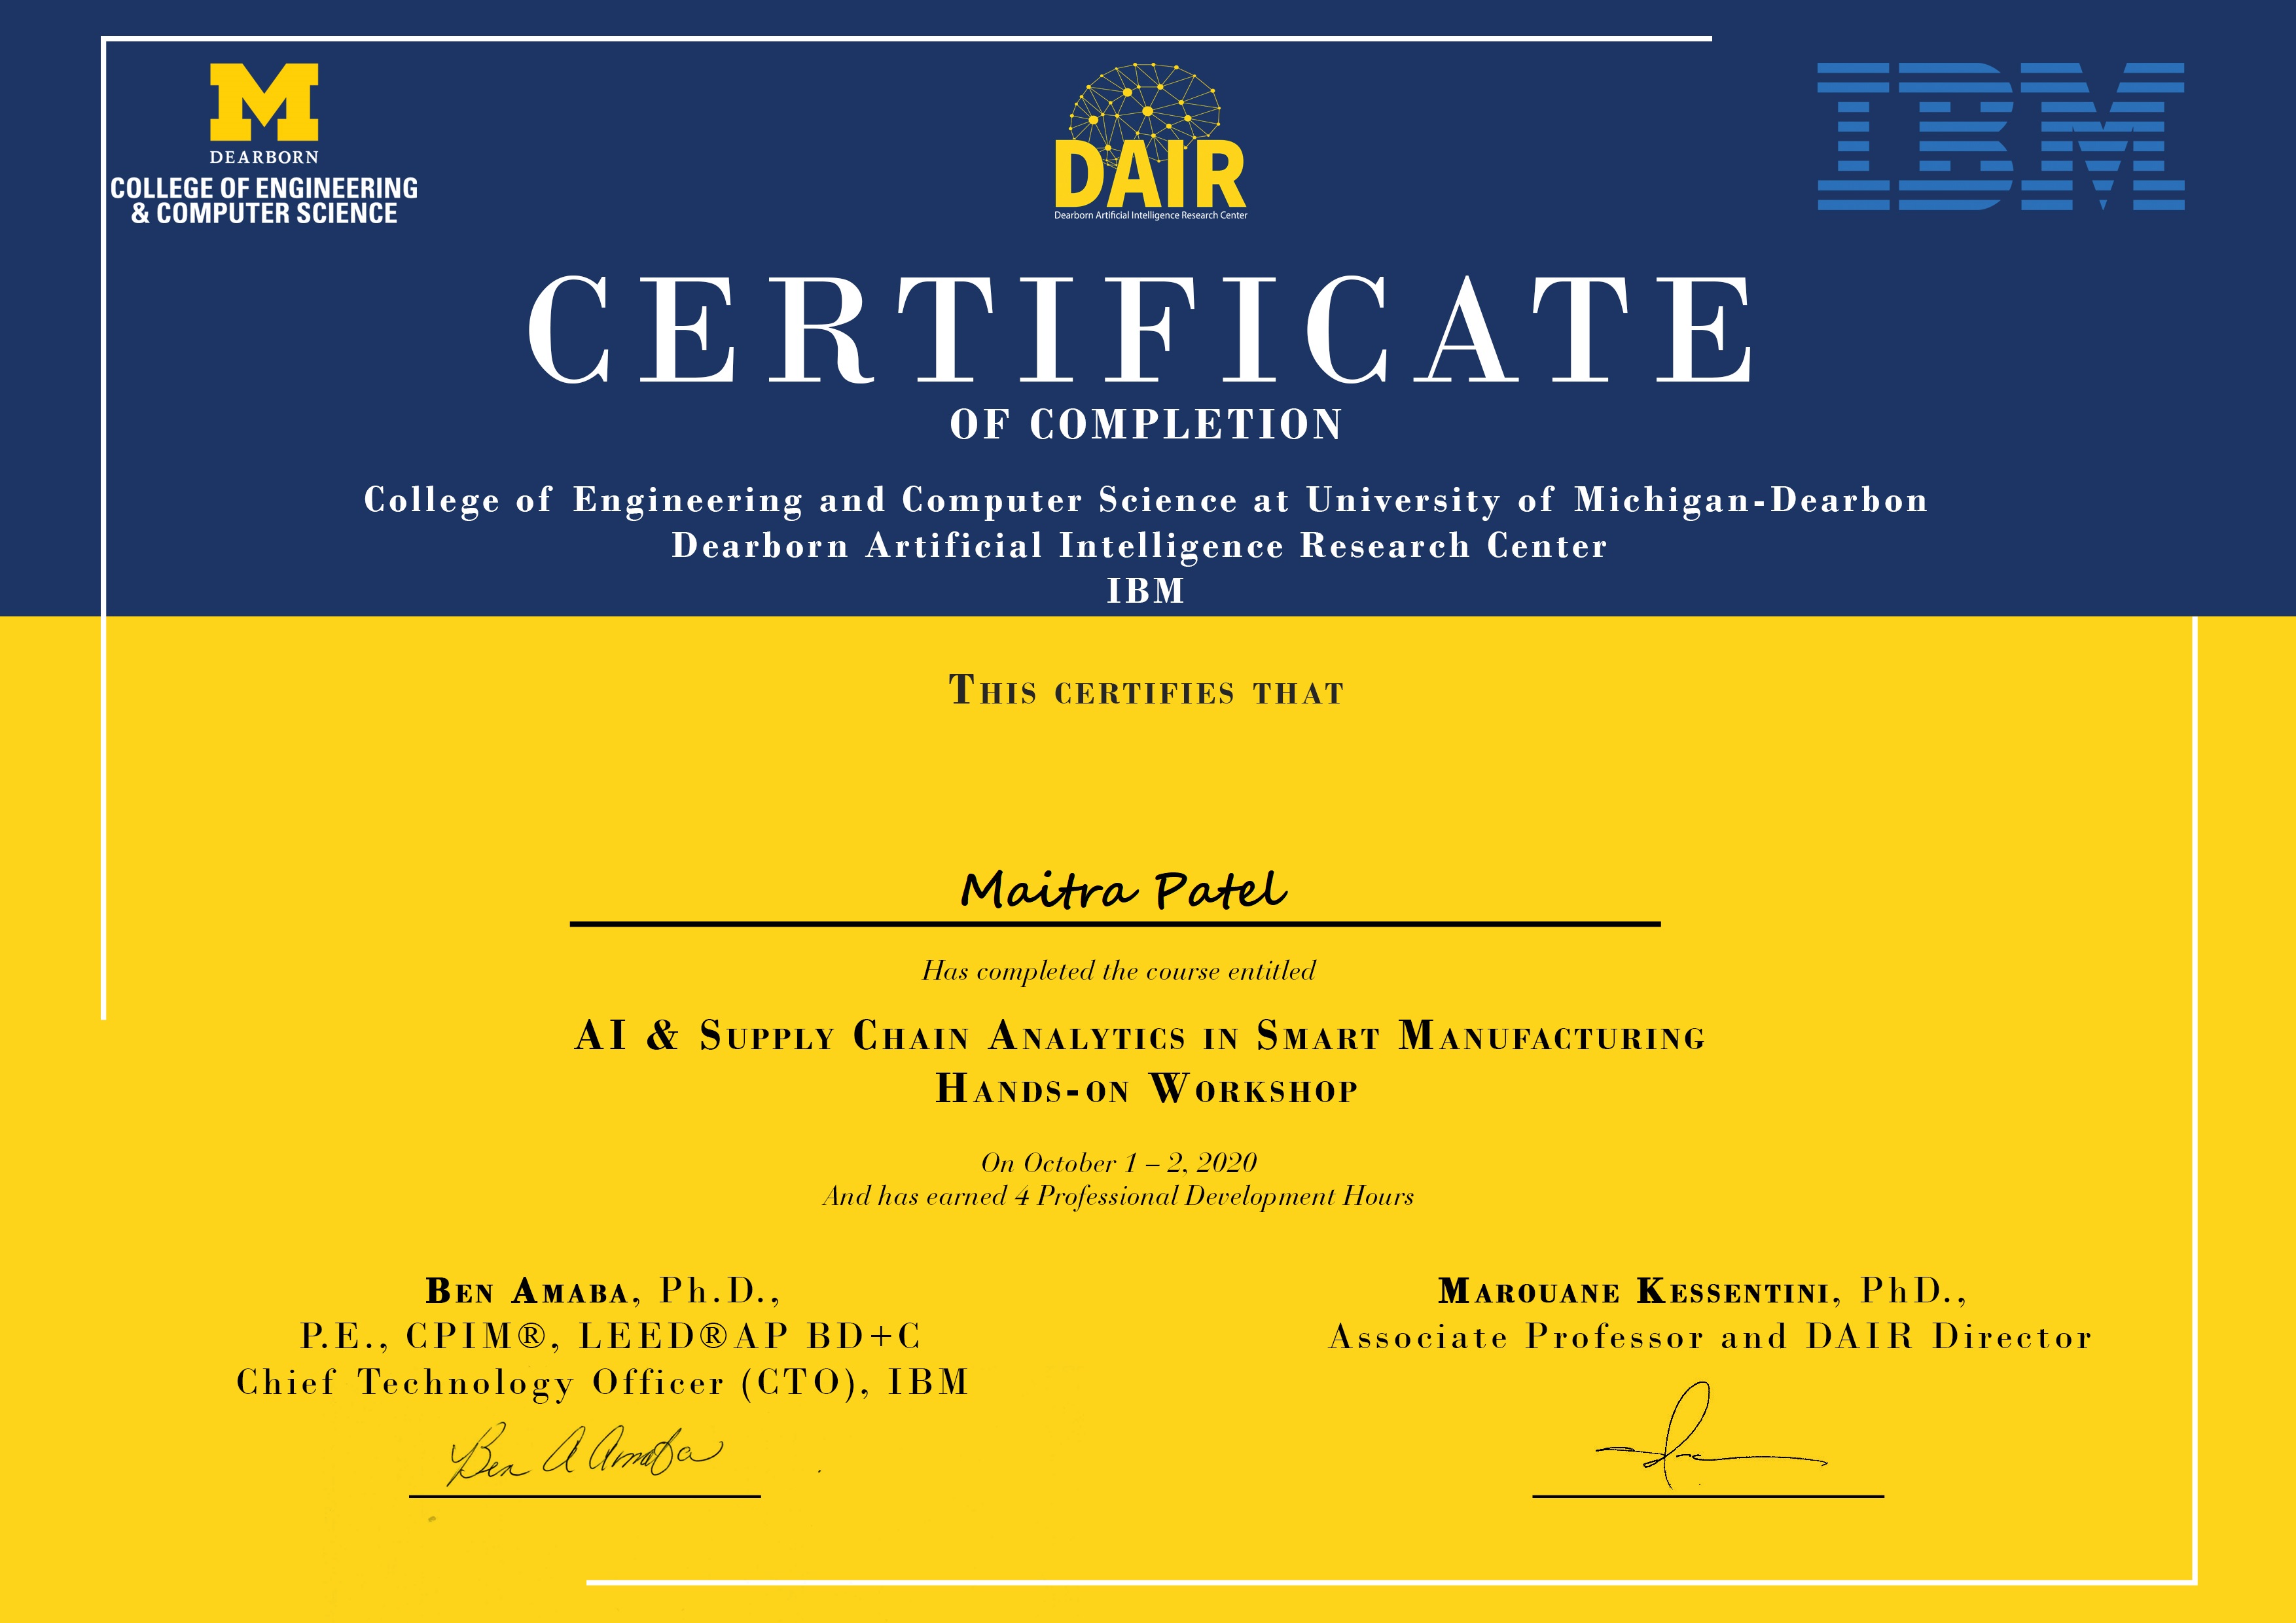 M
DEARBORN
COLLEGE OF ENGINEERING
& COMPUTER SCIENCE
DAIR
Dearborn Artificial Intelligence Research Center
IBM
CERTIFICATE
OF COMPLETION
College of Engineering and Computer Science at University of Michigan-Dearbon
Dearborn Artificial Intelligence Research Center
IBM
THIS CERTIFIES THAT
Maitra Patel
Has completed the course entitled
AI & SUPPLY CHAIN ANALYTICS IN SMART MANUFACTURING
HANDS-ON WORKSHOP
On October 1 – 2, 2020
And has earned 4 Professional Development Hours
BEN AMABA, Ph.D.,
P.E., CPIM®, LEED®AP BD+C
Chief Technology Officer (CTO), IBM
Ben A Amaba
MAROUANE KESSENTINI, PhD.,
Associate Professor and DAIR Director